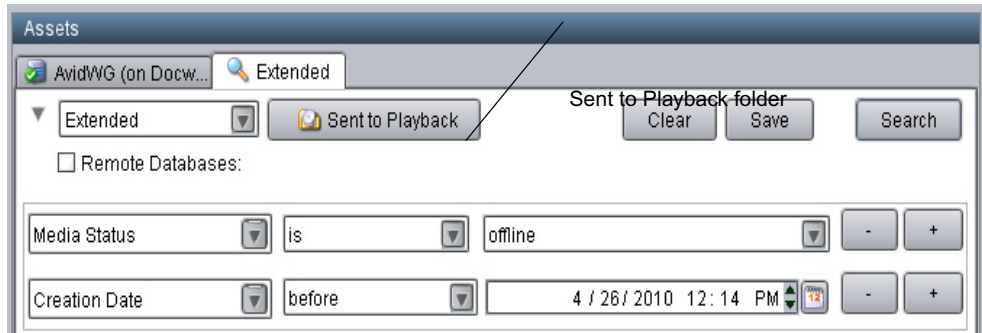 Assets
AvidWG (on Docw... Extended
Sent to Playback folder
Extended Sent to Playback Clear Save Search
Remote Databases:
Media Status is offline - +
Creation Date before 4 / 26 / 2010 12 : 14 PM 12 - +